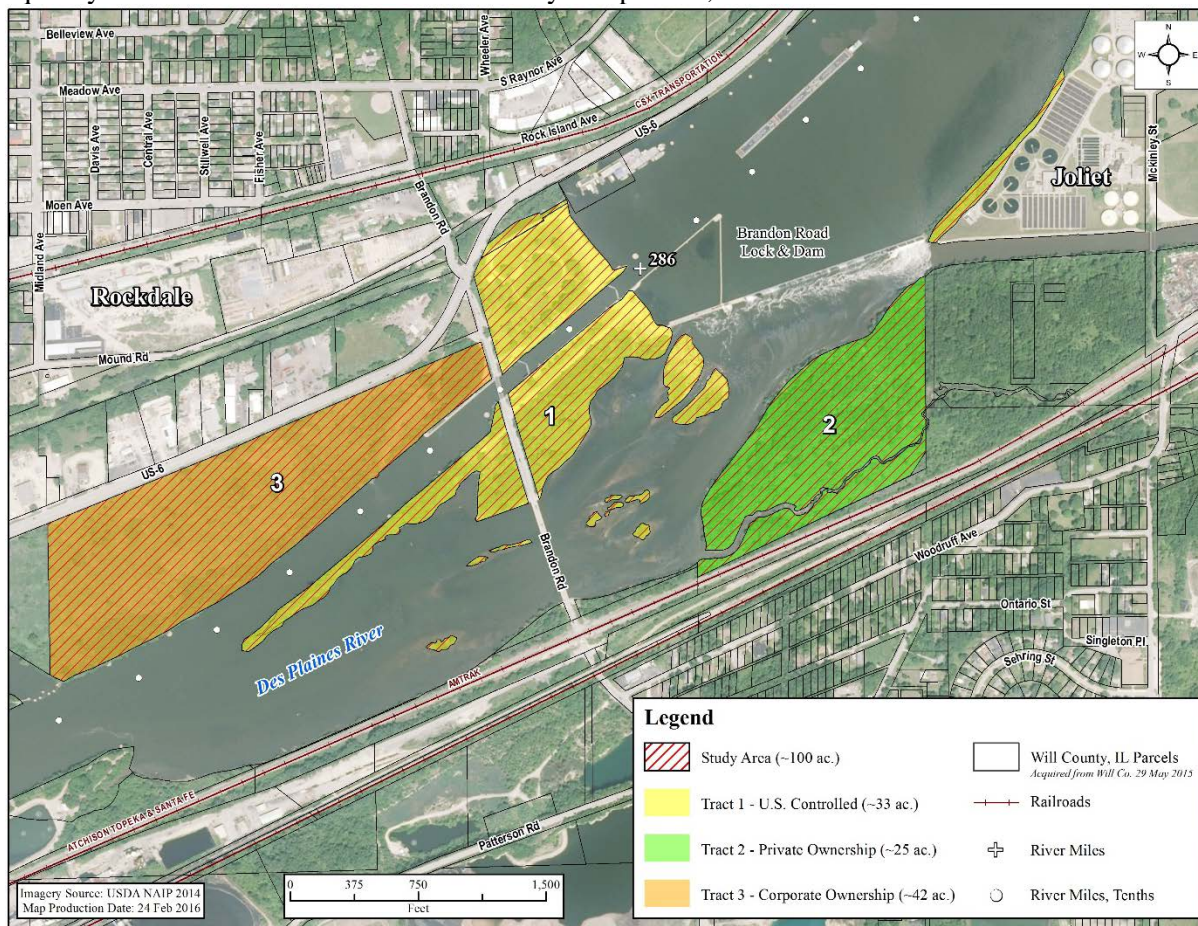 Belleview Ave
Meadow Ave
Davis Ave
Central Ave
Stillwell Ave
Fisher Ave
Wheeler Ave
S Raynor Ave
CSX TRANSPORTATION
Rock Island Ave
US-6
Moen Ave
Midland Ave
Brandon Rd
Rockdale
Mound Rd
N
W
E
S
Joliet
Mckinley St
Brandon Road
Lock & Dam
286
1
2
3
US-6
Brandon Rd
Des Plaines River
AMTRAK
Woodruff Ave
Ontario St
Singleton Pl
Sehring St
ATCHISON TOPEKA & SANTA FE
Patterson Rd
Legend
Study Area (~100 ac.)
Tract 1 - U.S. Controlled (~33 ac.)
Tract 2 - Private Ownership (~25 ac.)
Tract 3 - Corporate Ownership (~42 ac.)
Will County, IL Parcels
Acquired from Will Co. 29 May 2015
Railroads
River Miles
River Miles, Tenths
Imagery Source: USDA NAIP 2014
Map Production Date: 24 Feb 2016
0 375 750 1,500
Feet